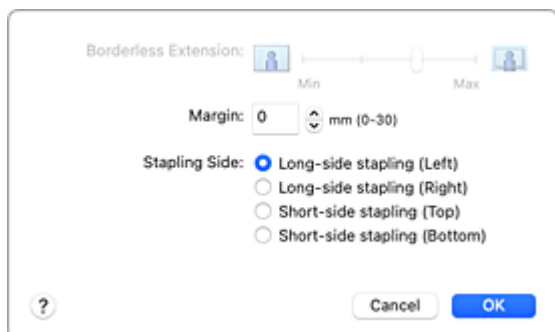 Borderless Extension:
Min Max
Margin: 0 mm (0-30)
Stapling Side: Long-side stapling (Left)
Long-side stapling (Right)
Short-side stapling (Top)
Short-side stapling (Bottom)
? Cancel OK